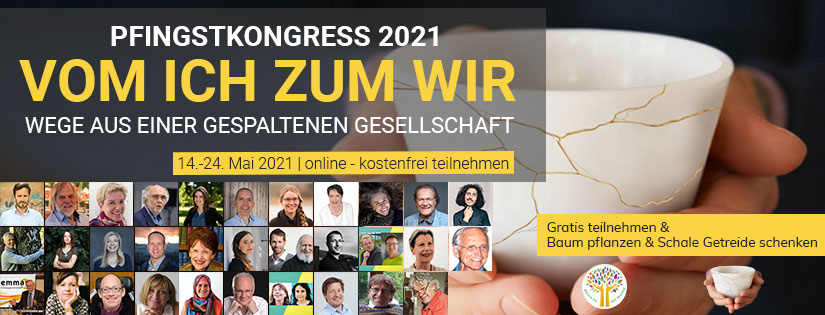 PFINGSTKONGRESS 2021
VOM ICH ZUM WIR
WEGE AUS EINER GESPALTENEN GESELLSCHAFT
14.-24. Mai 2021 | online - kostenfrei teilnehmen
Gratis teilnehmen &
Baum pflanzen & Schale Getreide schenken
emma